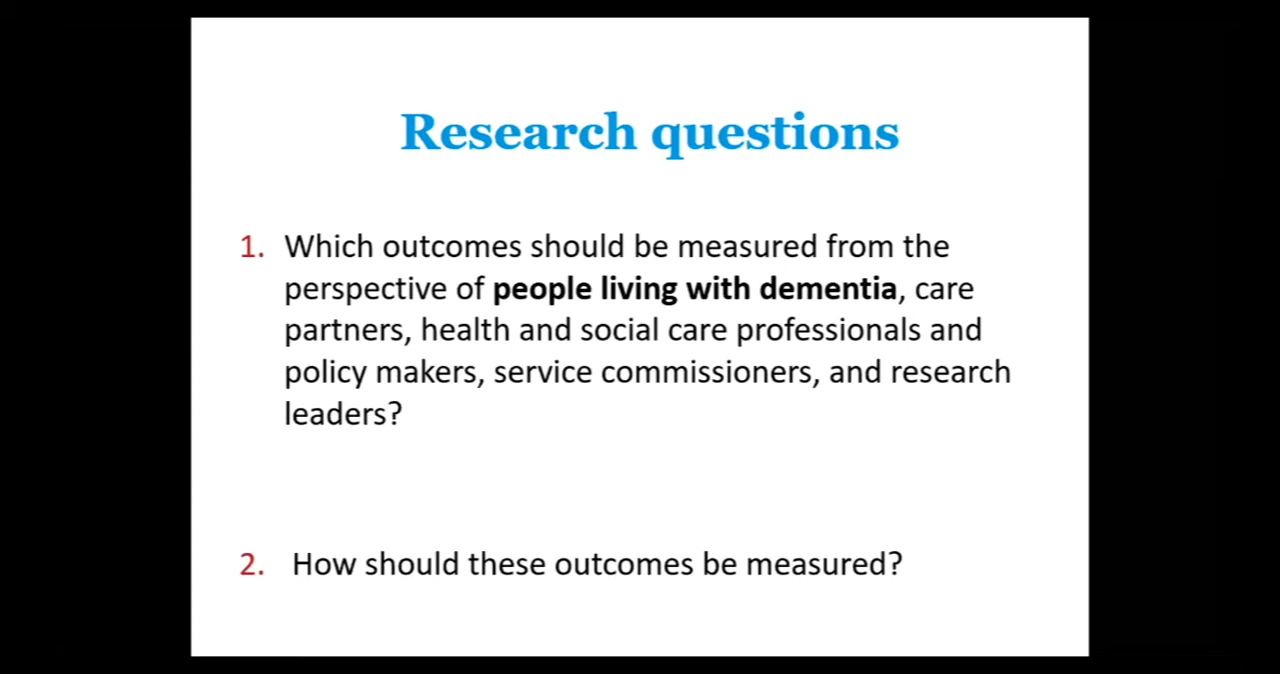 Research questions
1. Which outcomes should be measured from the
perspective of people living with dementia, care
partners, health and social care professionals and
policy makers, service commissioners, and research
leaders?
2. How should these outcomes be measured?